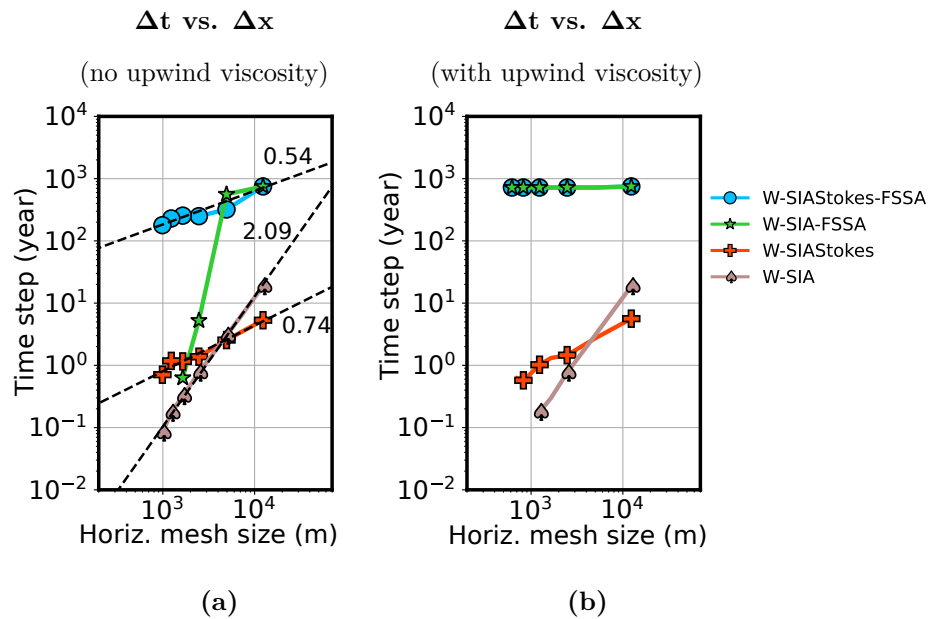 Δt vs. Δx
(no upwind viscosity)
10^4
10^3
10^2
10^1
10^0
10^−1
10^−2
Time step (year)
0.54
2.09
0.74
10^3
10^4
Horiz. mesh size (m)
(a)
Δt vs. Δx
(with upwind viscosity)
10^4
10^3
10^2
10^1
10^0
10^−1
10^−2
Time step (year)
10^3
10^4
Horiz. mesh size (m)
(b)
W-SIAStokes-FSSA
W-SIA-FSSA
W-SIAStokes
W-SIA